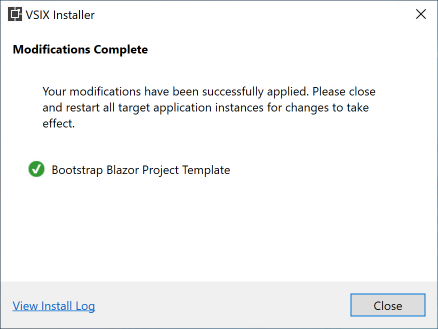 VSIX Installer
Modifications Complete
Your modifications have been successfully applied. Please close
and restart all target application instances for changes to take
effect.
Bootstrap Blazor Project Template
View Install Log
Close